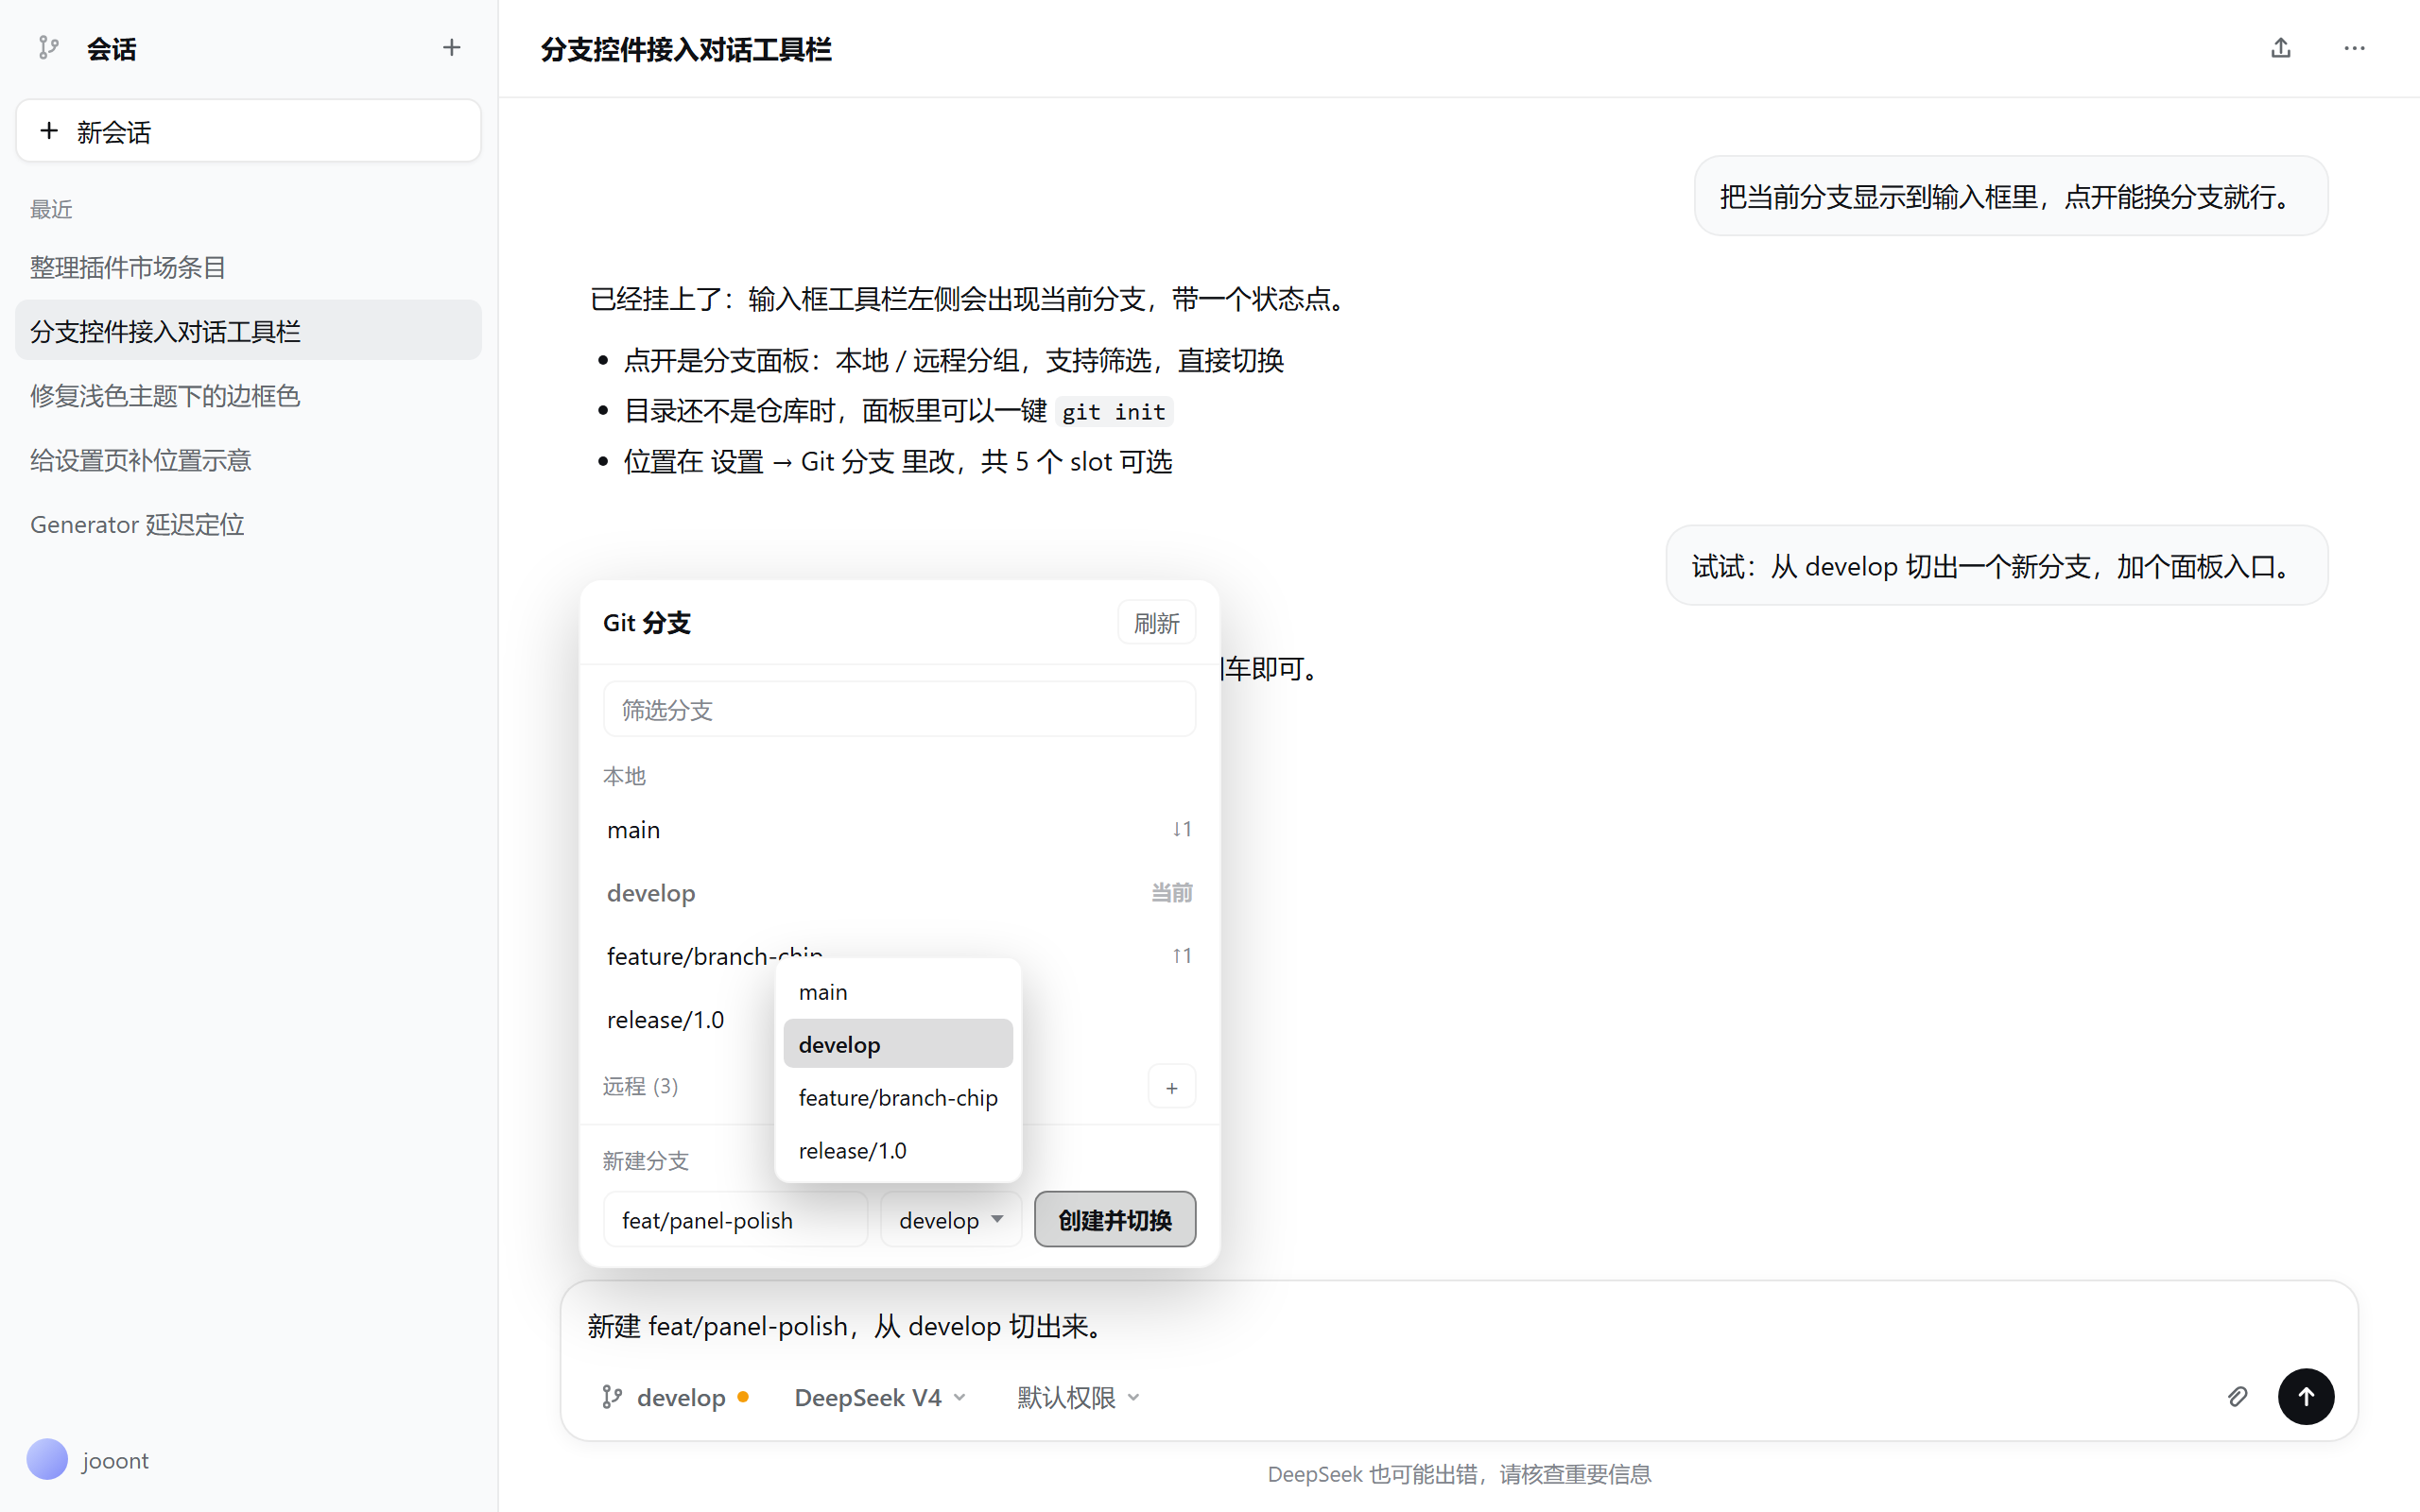 会话
新会话
最近
整理插件市场条目
分支控件接入对话工具栏
修复浅色主题下的边框色
给设置页补位置示意
Generator 延迟定位
jooont
分支控件接入对话工具栏
把当前分支显示到输入框里，点开能换分支就行。
已经挂上了：输入框工具栏左侧会出现当前分支，带一个状态点。
点开是分支面板：本地 / 远程分组，支持筛选，直接切换
目录还不是仓库时，面板里可以一键 git init
位置在 设置 → Git 分支 里改，共 5 个 slot 可选
试试：从 develop 切出一个新分支，加个面板入口。
车即可。
Git 分支
刷新
筛选分支
本地
main ↓1
develop 当前
feature/branch-chip ↑1
release/1.0
远程 (3) +
main
develop
feature/branch-chip
release/1.0
新建分支
feat/panel-polish develop 创建并切换
新建 feat/panel-polish，从 develop 切出来。
develop DeepSeek V4 默认权限
DeepSeek 也可能出错，请核查重要信息